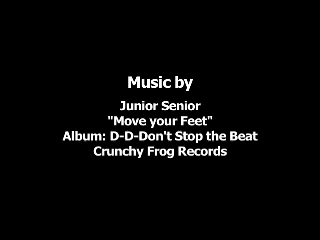 Music by
Junior Senior
"Move your Feet"
Album: D-D-Don't Stop the Beat
Crunchy Frog Records